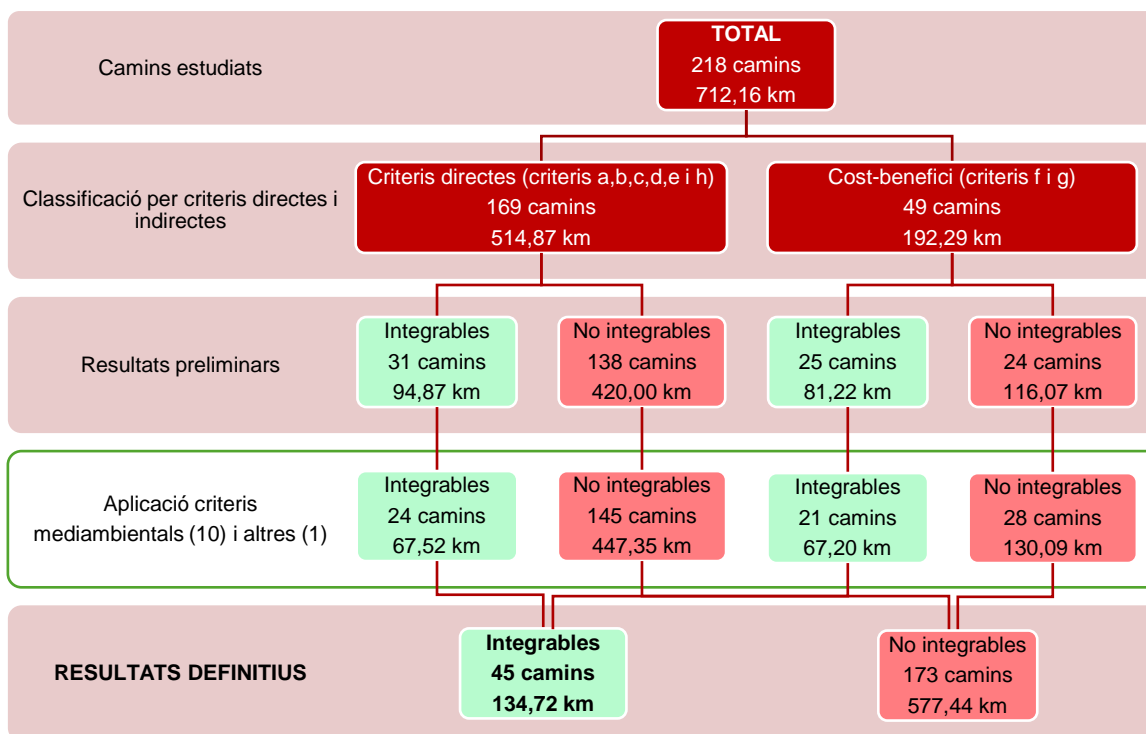 Camins estudiats
TOTAL
218 camins
712,16 km
Classificació per criteris directes i
indirectes
Criteris directes (criteris a,b,c,d,e i h)
169 camins
514,87 km
Cost-benefici (criteris f i g)
49 camins
192,29 km
Resultats preliminars
Integrables
31 camins
94,87 km
No integrables
138 camins
420,00 km
Integrables
25 camins
81,22 km
No integrables
24 camins
116,07 km
Aplicació criteris
mediambientals (10) i altres (1)
Integrables
24 camins
67,52 km
No integrables
145 camins
447,35 km
Integrables
21 camins
67,20 km
No integrables
28 camins
130,09 km
RESULTATS DEFINITIUS
Integrables
45 camins
134,72 km
No integrables
173 camins
577,44 km